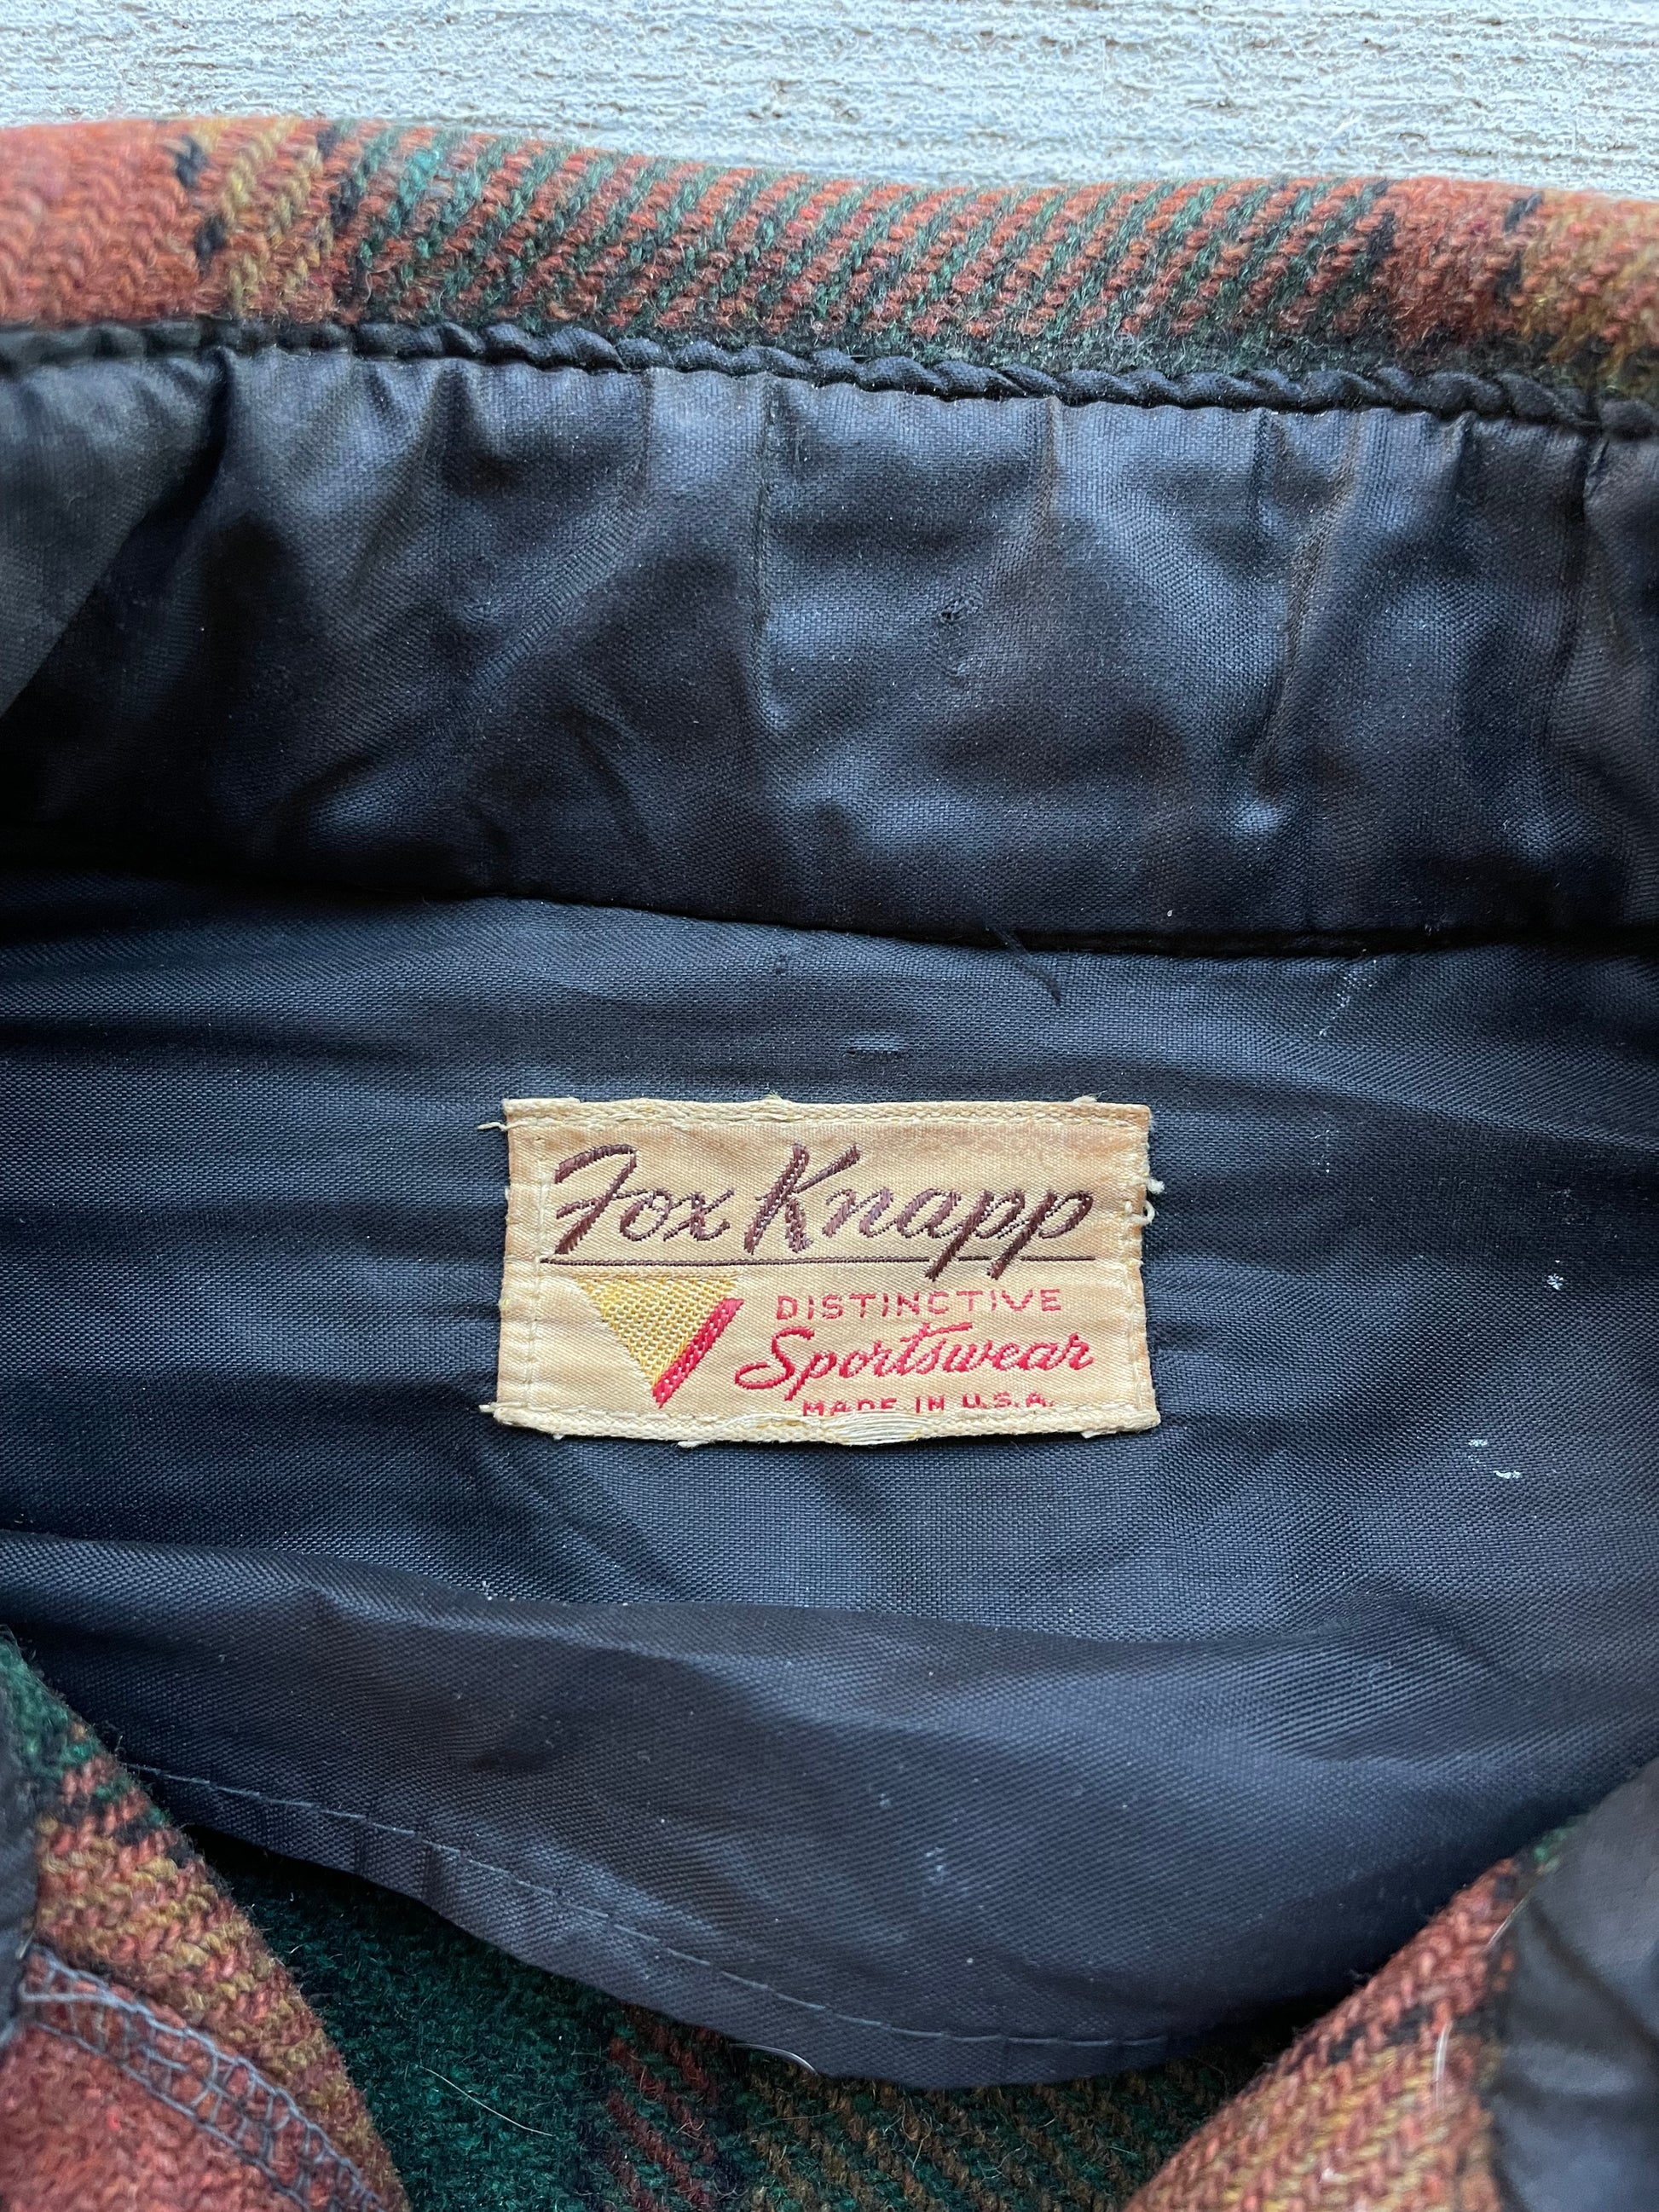 Fox Knapp
DISTINCTIVE
Sportswear
MADE IN U.S.A.